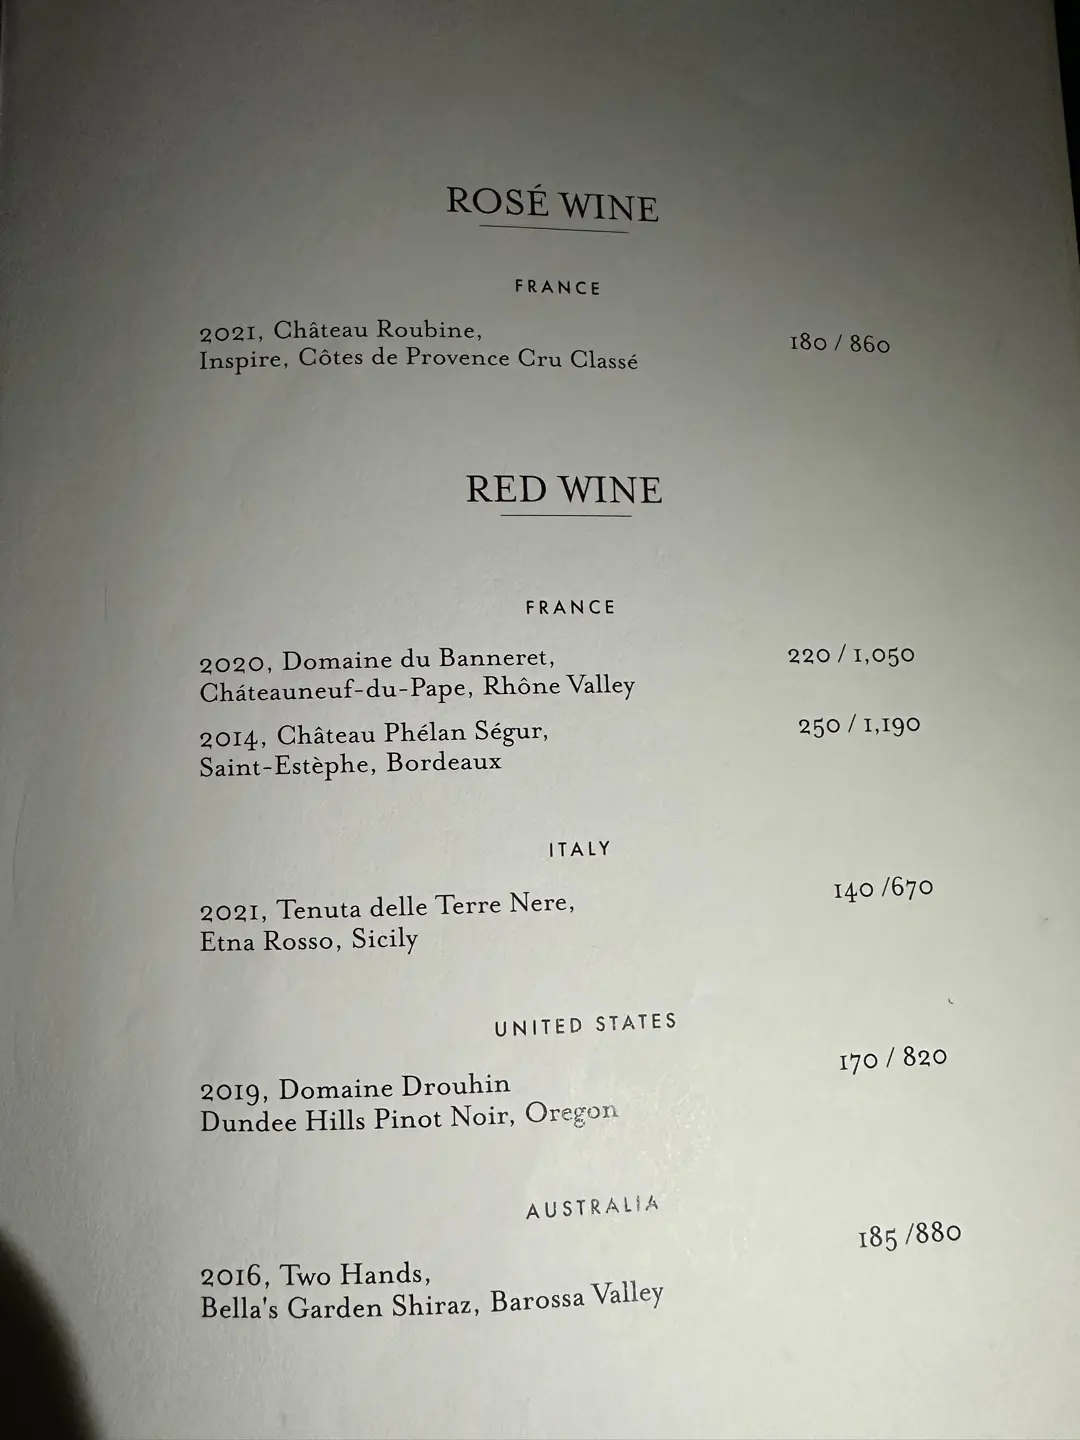 ROSÉ WINE
FRANCE
2021, Château Roubine,
Inspire, Côtes de Provence Cru Classé
180 / 860
RED WINE
FRANCE
2020, Domaine du Banneret,
Cháteauneuf-du-Pape, Rhône Valley
220 / 1,050
2014, Château Phélan Ségur,
Saint-Estèphe, Bordeaux
250 / 1,190
ITALY
2021, Tenuta delle Terre Nere,
Etna Rosso, Sicily
140 /670
UNITED STATES
2019, Domaine Drouhin
Dundee Hills Pinot Noir, Oregon
170 / 820
AUSTRALIA
2016, Two Hands,
Bella's Garden Shiraz, Barossa Valley
185 /880